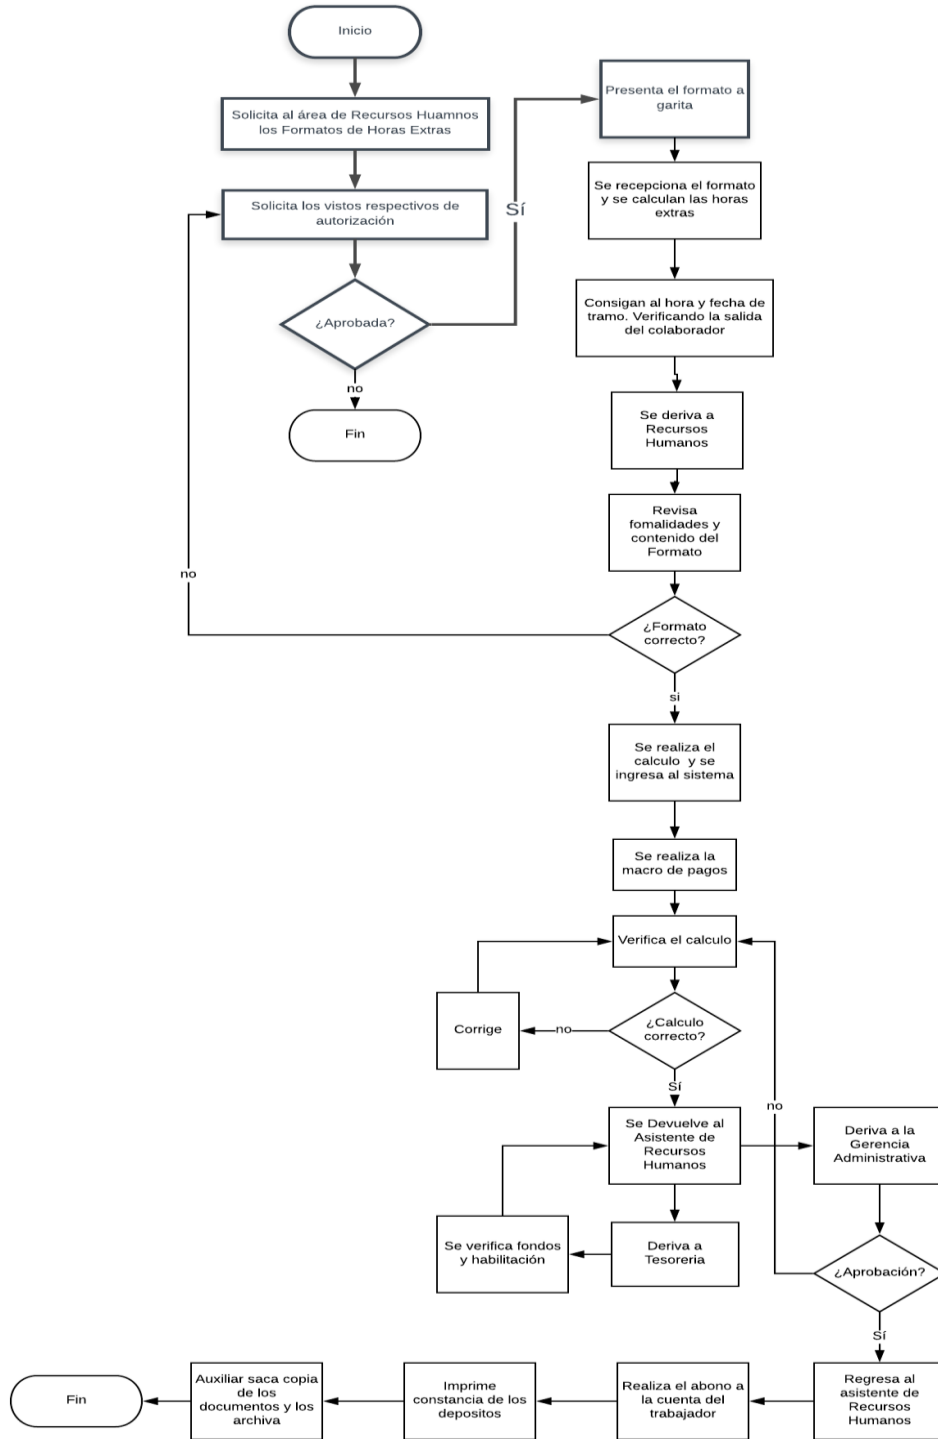 Inicio
Solicita al área de Recursos Huamnos
los Formatos de Horas Extras
Solicita los vistos respectivos de
autorización
¿Aprobada?
no
Fin
Sí
Presenta el formato a
garita
Se recepciona el formato
y se calculan las horas
extras
Consigan al hora y fecha de
tramo. Verificando la salida
del colaborador
Se deriva a
Recursos
Humanos
Revisa
fomalidades y
contenido del
Formato
¿Formato
correcto?
no
si
Se realiza el
calculo y se
ingresa al sistema
Se realiza la
macro de pagos
Verifica el calculo
¿Calculo
correcto?
no
Corrige
Sí
Se Devuelve al
Asistente de
Recursos
Humanos
Deriva a
Tesoreria
Se verifica fondos
y habilitación
Deriva a la
Gerencia
Administrativa
¿Aprobación?
no
Sí
Regresa al
asistente de
Recursos
Humanos
Realiza el abono a
la cuenta del
trabajador
Imprime
constancia de los
depositos
Auxiliar saca copia
de los
documentos y los
archiva
Fin